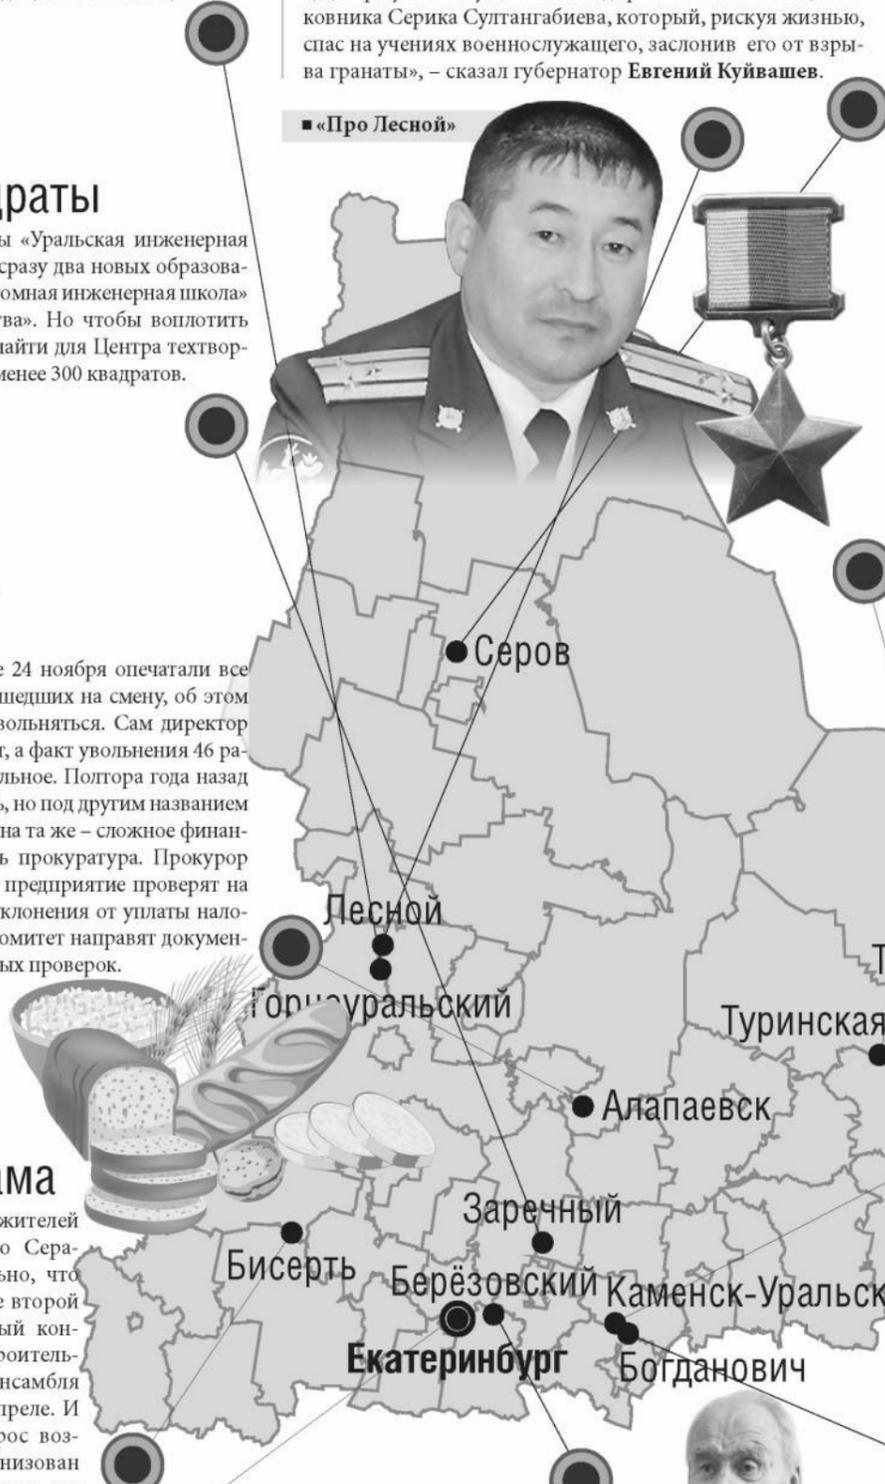 ковника Серика Султангабиева, который, рискуя жизнью,
спас на учениях военнослужащего, заслонив его от взры-
ва гранаты», – сказал губернатор Евгений Куйвашев.
«Про Лесной»
драты
ы «Уральская инженерная
сразу два новых образова-
томная инженерная школа»
тва». Но чтобы воплотить
найти для Центра техтвор-
менее 300 квадратов.
е 24 ноября опечатали все
шедших на смену, об этом
вольняться. Сам директор
т, а факт увольнения 46 ра-
льное. Полтора года назад
ь, но под другим названием
на та же – сложное финан-
ь прокуратура. Прокурор
предприятие проверят на
клонения от уплаты нало-
омитет направят докумен-
ых проверок.
ама
жителей
о Сера-
ьно, что
е второй
ый кон-
роитель-
нсамбля
преле. И
рос воз-
низован
Серов
Лесной
Горноуральский
Туринская
Алапаевск
Заречный
Бисерть
Берёзовский
Каменск-Уральск
Екатеринбург
Богданович